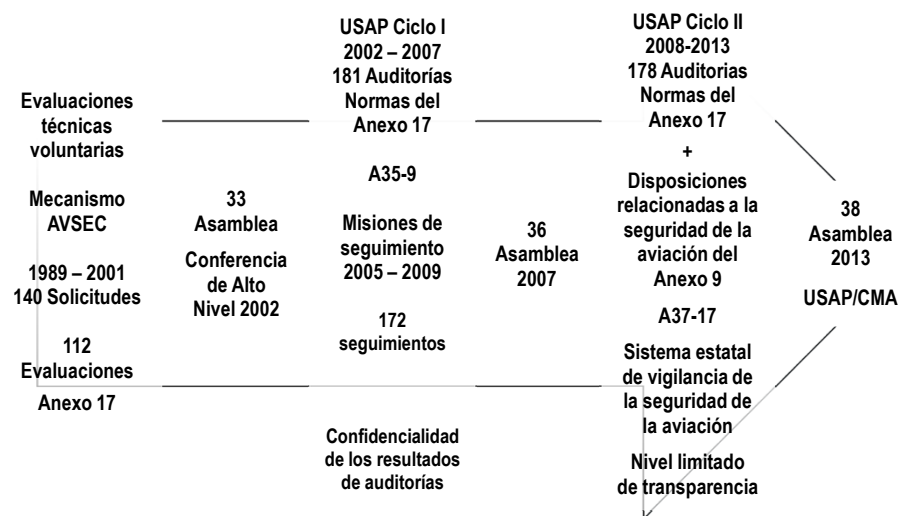 Evaluaciones
técnicas
voluntarias
Mecanismo
AVSEC
1989 – 2001
140 Solicitudes
112
Evaluaciones
Anexo 17
33
Asamblea
Conferencia
de Alto
Nivel 2002
USAP Ciclo I
2002 – 2007
181 Auditorías
Normas del
Anexo 17
A35-9
Misiones de
seguimiento
2005 – 2009
172
seguimientos
Confidencialidad
de los resultados
de auditorías
36
Asamblea
2007
USAP Ciclo II
2008-2013
178 Auditorias
Normas del
Anexo 17
+
Disposiciones
relacionadas a la
seguridad de la
aviación del
Anexo 9
A37-17
Sistema estatal
de vigilancia de
la seguridad de
la aviación
Nivel limitado
de transparencia
38
Asamblea
2013
USAP/CMA